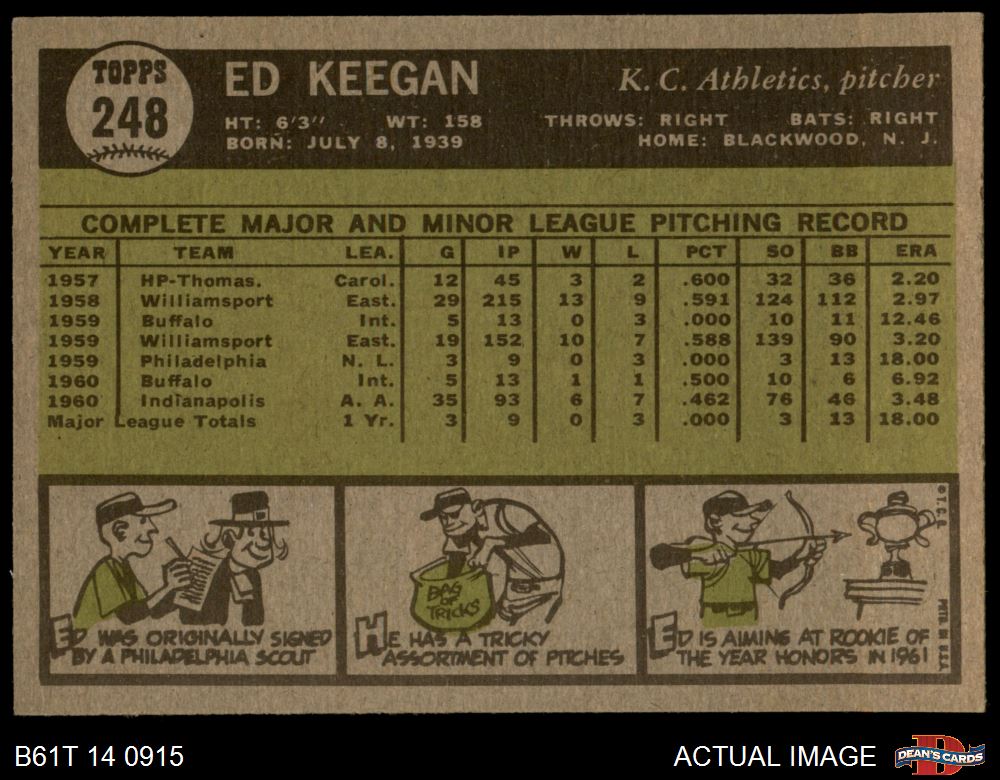 TOPPS
248
ED KEEGAN
K. C. Athletics, pitcher
HT: 6'3" WT: 158 THROWS: RIGHT BATS: RIGHT
BORN: JULY 8, 1939 HOME: BLACKWOOD, N. J.
COMPLETE MAJOR AND MINOR LEAGUE PITCHING RECORD
YEAR TEAM LEA. G IP W L PCT SO BB ERA
1957 HP-Thomas. Carol. 12 45 3 2 .600 32 36 2.20
1958 Williamsport East. 29 215 13 9 .591 124 112 2.97
1959 Buffalo Int. 5 13 0 3 .000 10 11 12.46
1959 Williamsport East. 19 152 10 7 .588 139 90 3.20
1959 Philadelphia N. L. 3 9 0 3 .000 3 13 18.00
1960 Buffalo Int. 5 13 1 1 .500 10 6 6.92
1960 Indianapolis A. A. 35 93 6 7 .462 76 46 3.48
Major League Totals 1 Yr. 3 9 0 3 .000 3 13 18.00
ED WAS ORIGINALLY SIGNED
BY A PHILADELPHIA SCOUT
BAG
OF
TRICKS
HE HAS A TRICKY
ASSORTMENT OF PITCHES
ED IS AIMING AT ROOKIE OF
THE YEAR HONORS IN 1961
© T.C.G. PRTD. IN U.S.A.
B61T 14 0915
ACTUAL IMAGE
DEAN'S CARDS